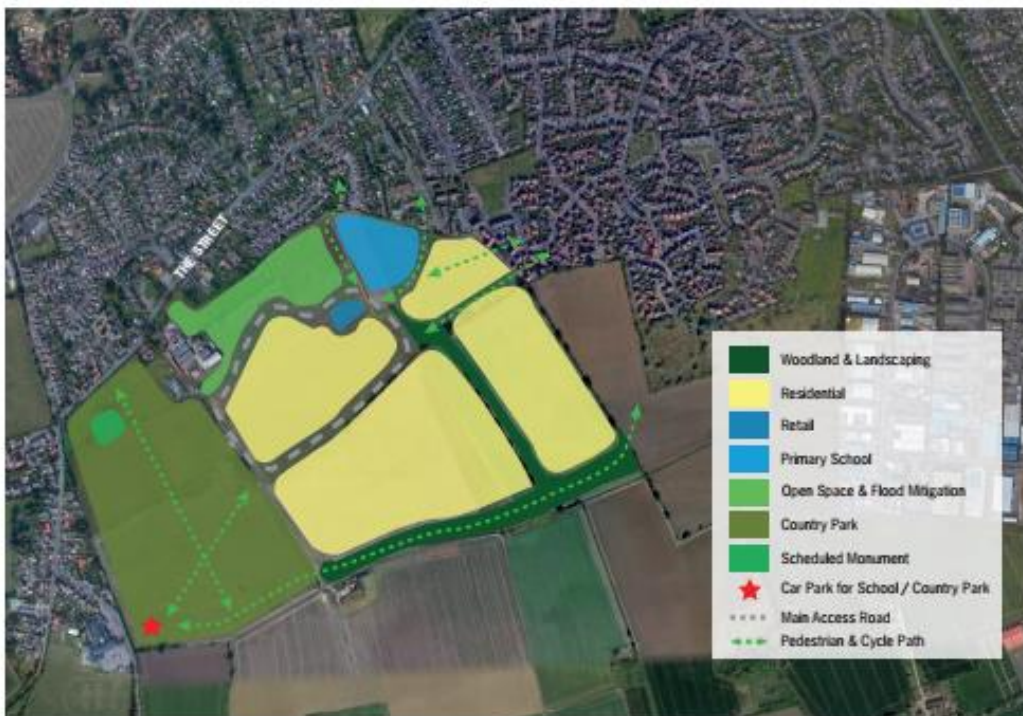 THE STREET
Woodland & Landscaping
Residential
Retail
Primary School
Open Space & Flood Mitigation
Country Park
Scheduled Monument
Car Park for School / Country Park
Main Access Road
Pedestrian & Cycle Path